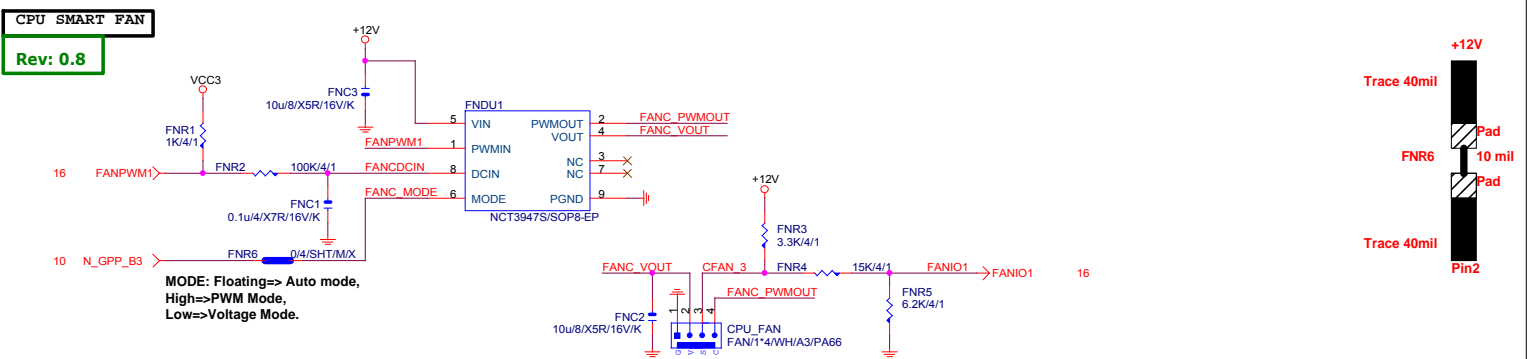 CPU SMART FAN
Rev: 0.8
+12V
VCC3
FNC3
10u/8/X5R/16V/K
FNR1
1K/4/1
FNDU1
5 VIN
PWMOUT 2 FANC_PWMOUT
VOUT 4 FANC_VOUT
FANPWM1 1 PWMIN
NC 3
NC 7
16 FANPWM1
FNR2 100K/4/1 FANCDCIN 8 DCIN
FANC_MODE 6 MODE
PGND 9
NCT3947S/SOP8-EP
FNC1
0.1u/4/X7R/16V/K
10 N_GPP_B3
FNR6 0/4/SHT/M/X
MODE: Floating=> Auto mode,
High=>PWM Mode,
Low=>Voltage Mode.
+12V
FNR3
3.3K/4/1
FANC_VOUT
CFAN_3
FNR4 15K/4/1 FANIO1 FANIO1 16
FANC_PWMOUT
FNR5
6.2K/4/1
FNC2
10u/8/X5R/16V/K
1 2 3 4
CPU_FAN
FAN/1*4/WH/A3/PA66
G V S C
+12V
Trace 40mil
Pad
FNR6 10 mil
Pad
Trace 40mil
Pin2